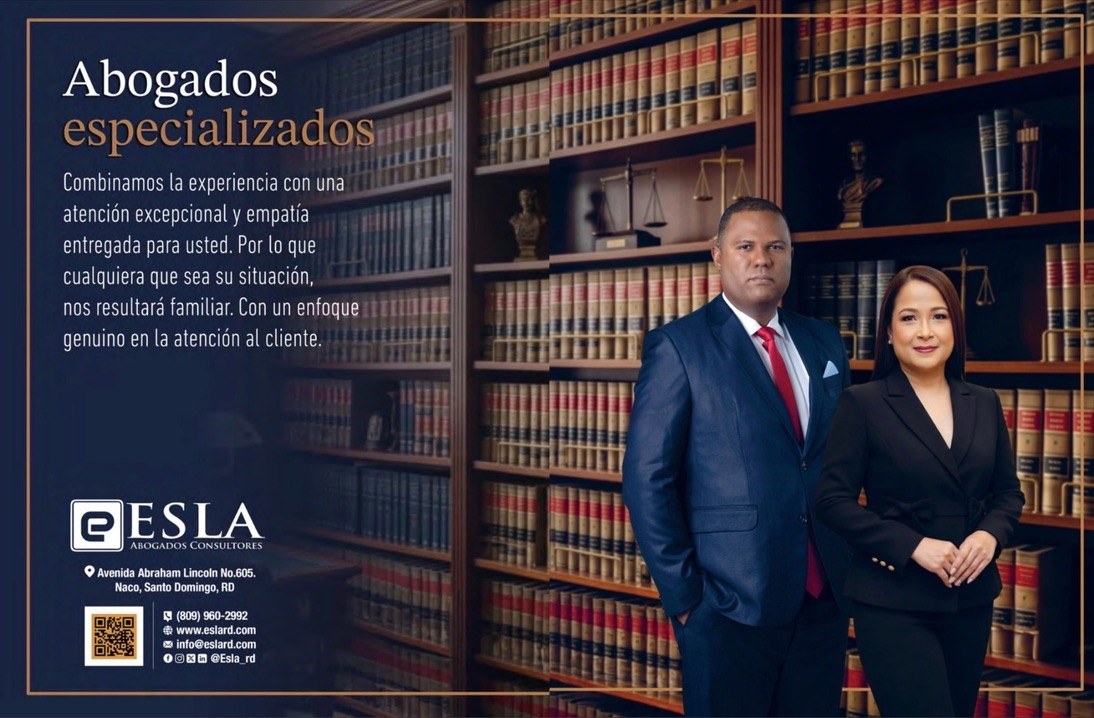 Abogados
especializados
Combinamos la experiencia con una
atención excepcional y empatía
entregada para usted. Por lo que
cualquiera que sea su situación,
nos resultará familiar. Con un enfoque
genuino en la atención al cliente.
e ESLA
ABOGADOS CONSULTORES
Avenida Abraham Lincoln No.605.
Naco, Santo Domingo, RD
(809) 960-2992
www.eslard.com
info@eslard.com
@Esla_rd